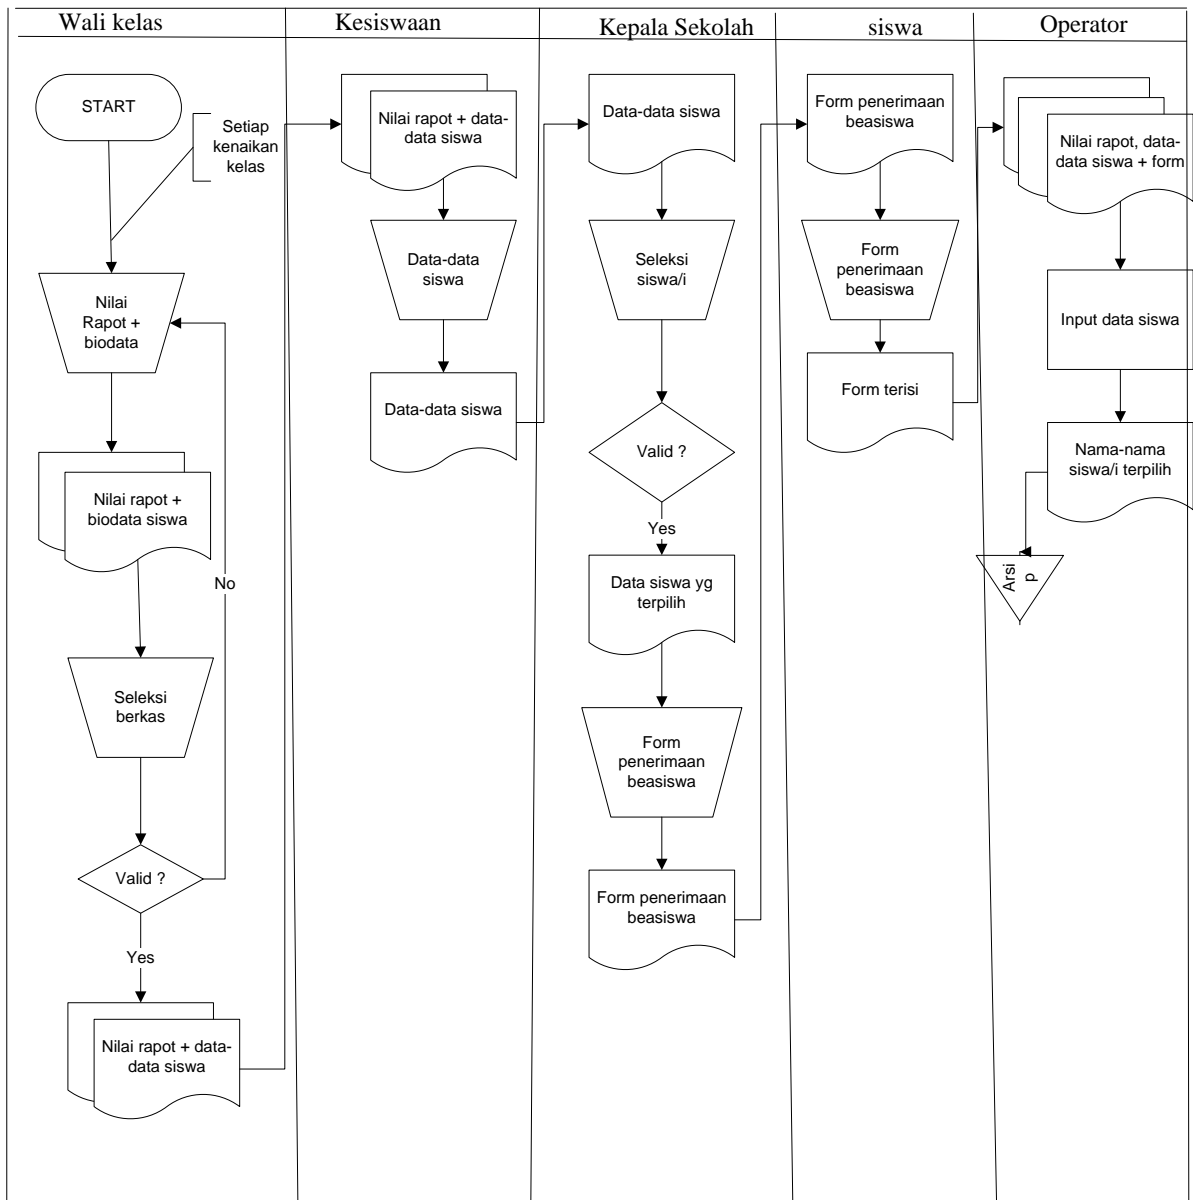 Wali kelas
Kesiswaan
Kepala Sekolah
siswa
Operator
START
Setiap
kenaikan
kelas
Nilai
Rapot +
biodata
Nilai rapot +
biodata siswa
No
Seleksi
berkas
Valid ?
Yes
Nilai rapot + data-
data siswa
Nilai rapot + data-
data siswa
Data-data
siswa
Data-data siswa
Data-data siswa
Seleksi
siswa/i
Valid ?
Yes
Data siswa yg
terpilih
Form
penerimaan
beasiswa
Form penerimaan
beasiswa
Form penerimaan
beasiswa
Form
penerimaan
beasiswa
Form terisi
Nilai rapot, data-
data siswa + form
Input data siswa
Nama-nama
siswa/i terpilih
Arsi
p